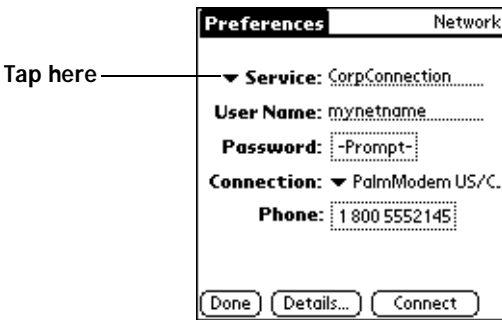 Preferences Network
Tap here
Service: CorpConnection
User Name: mynetname
Password: -Prompt-
Connection: PalmModem US/C.
Phone: 1 800 5552145
Done Details... Connect